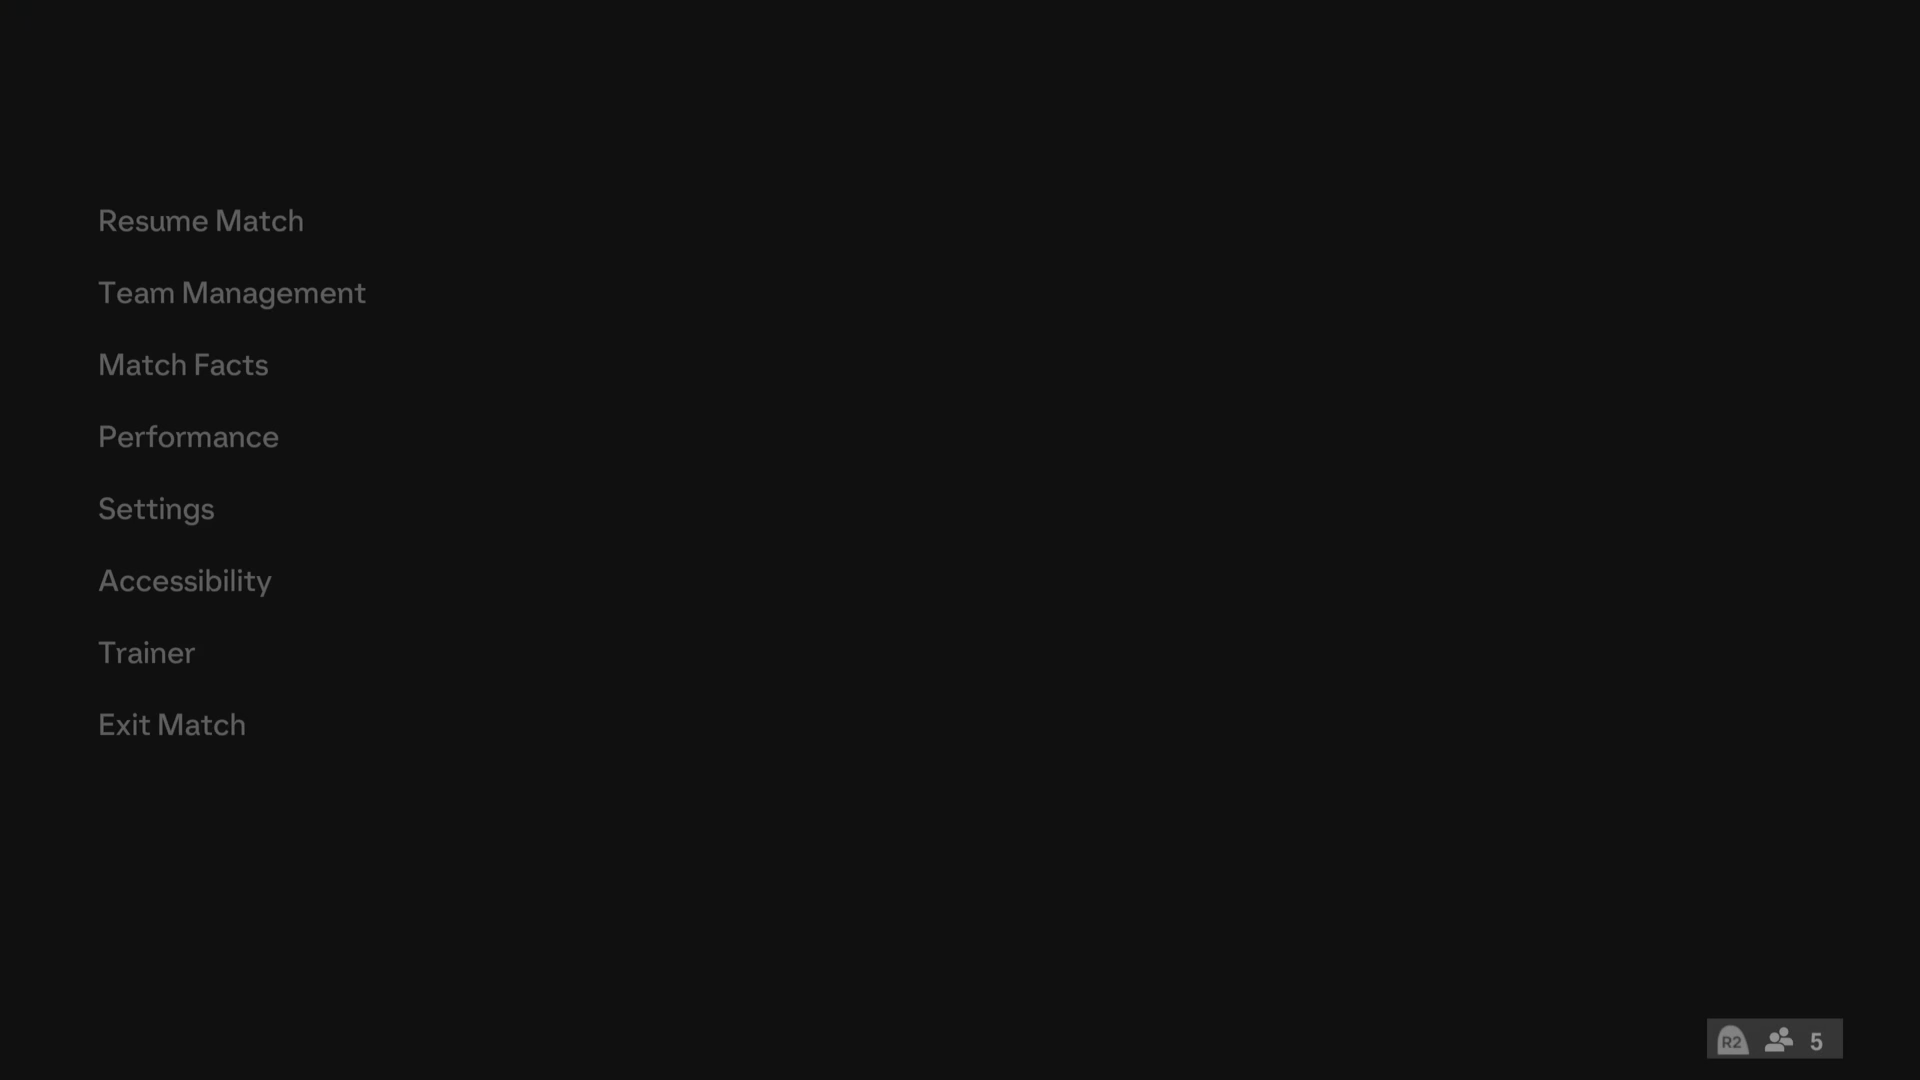 Resume Match
Team Management
Match Facts
Performance
Settings
Accessibility
Trainer
Exit Match
R2 5